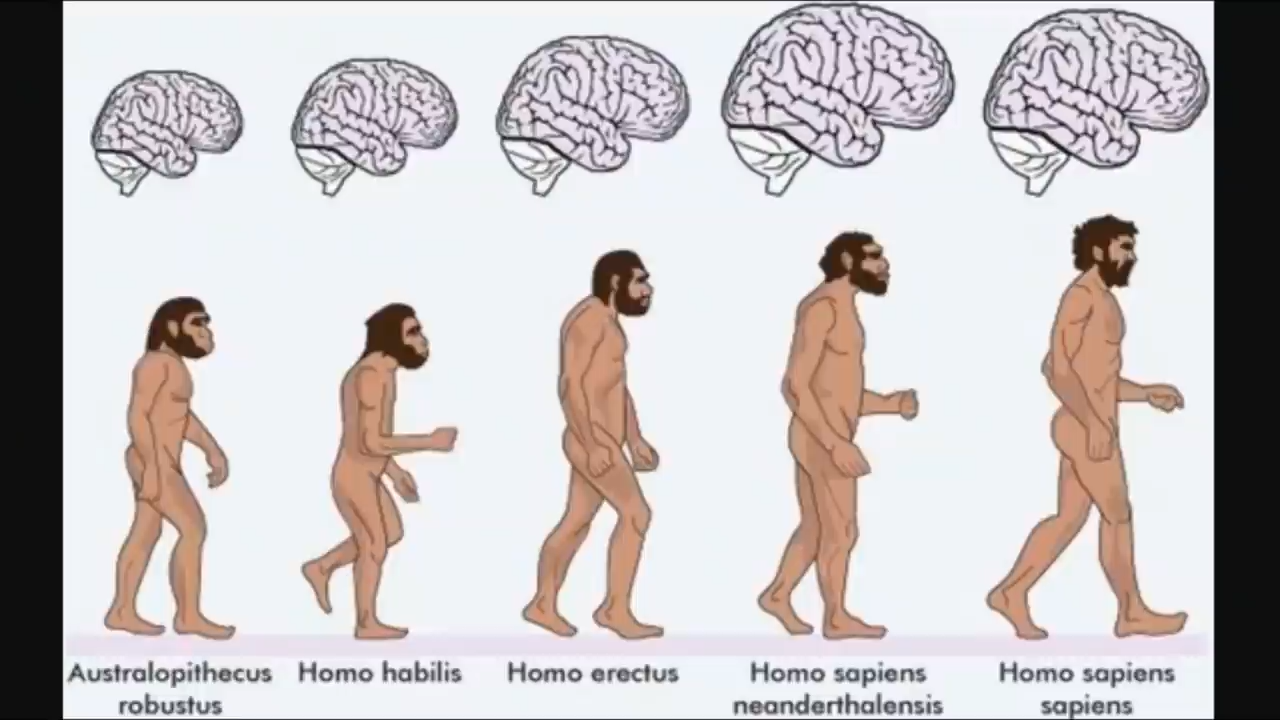 Australopithecus
robustus
Homo habilis
Homo erectus
Homo sapiens
neanderthalensis
Homo sapiens
sapiens